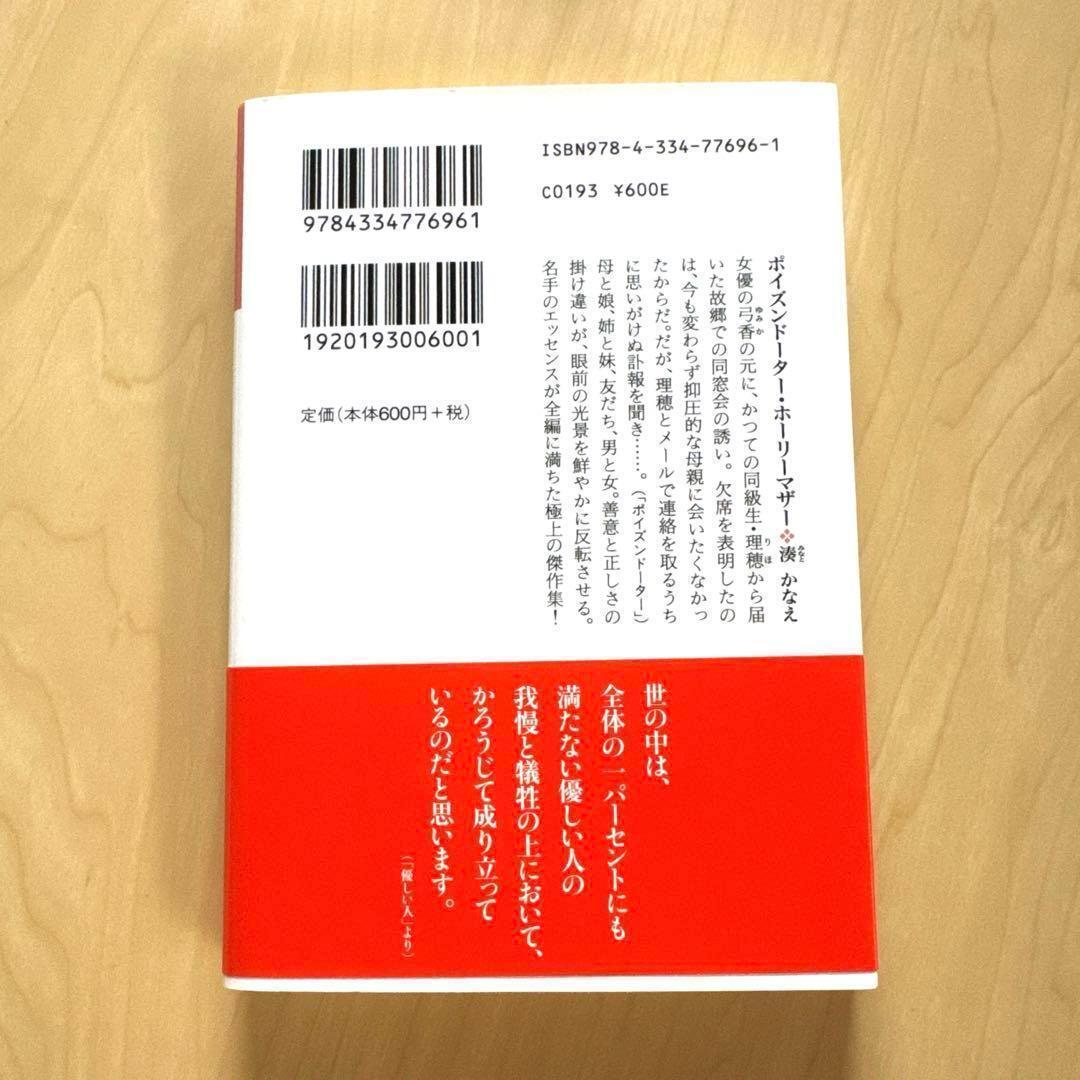 9784334776961
1920193006001
定価(本体600円+税)
ISBN978-4-334-77696-1
C0193 ¥600E
ポイズンドーター・ホーリーマザー❖湊 かなえ
みなと
女優の弓香の元に、かつての同級生・理穂から届
ゆみか
りほ
いた故郷での同窓会の誘い。欠席を表明したの
は、今も変わらず抑圧的な母親に会いたくなかっ
たからだ。だが、理穂とメールで連絡を取るうち
に思いがけぬ訃報を聞き……。(「ポイズンドーター」)
母と娘、姉と妹、友だち、男と女。善意と正しさの
掛け違いが、眼前の光景を鮮やかに反転させる。
名手のエッセンスが全編に満ちた極上の傑作集!
世の中は、
全体の一パーセントにも
満たない優しい人の
我慢と犠牲の上において、
かろうじて成り立って
いるのだと思います。
(「優しい人」より)